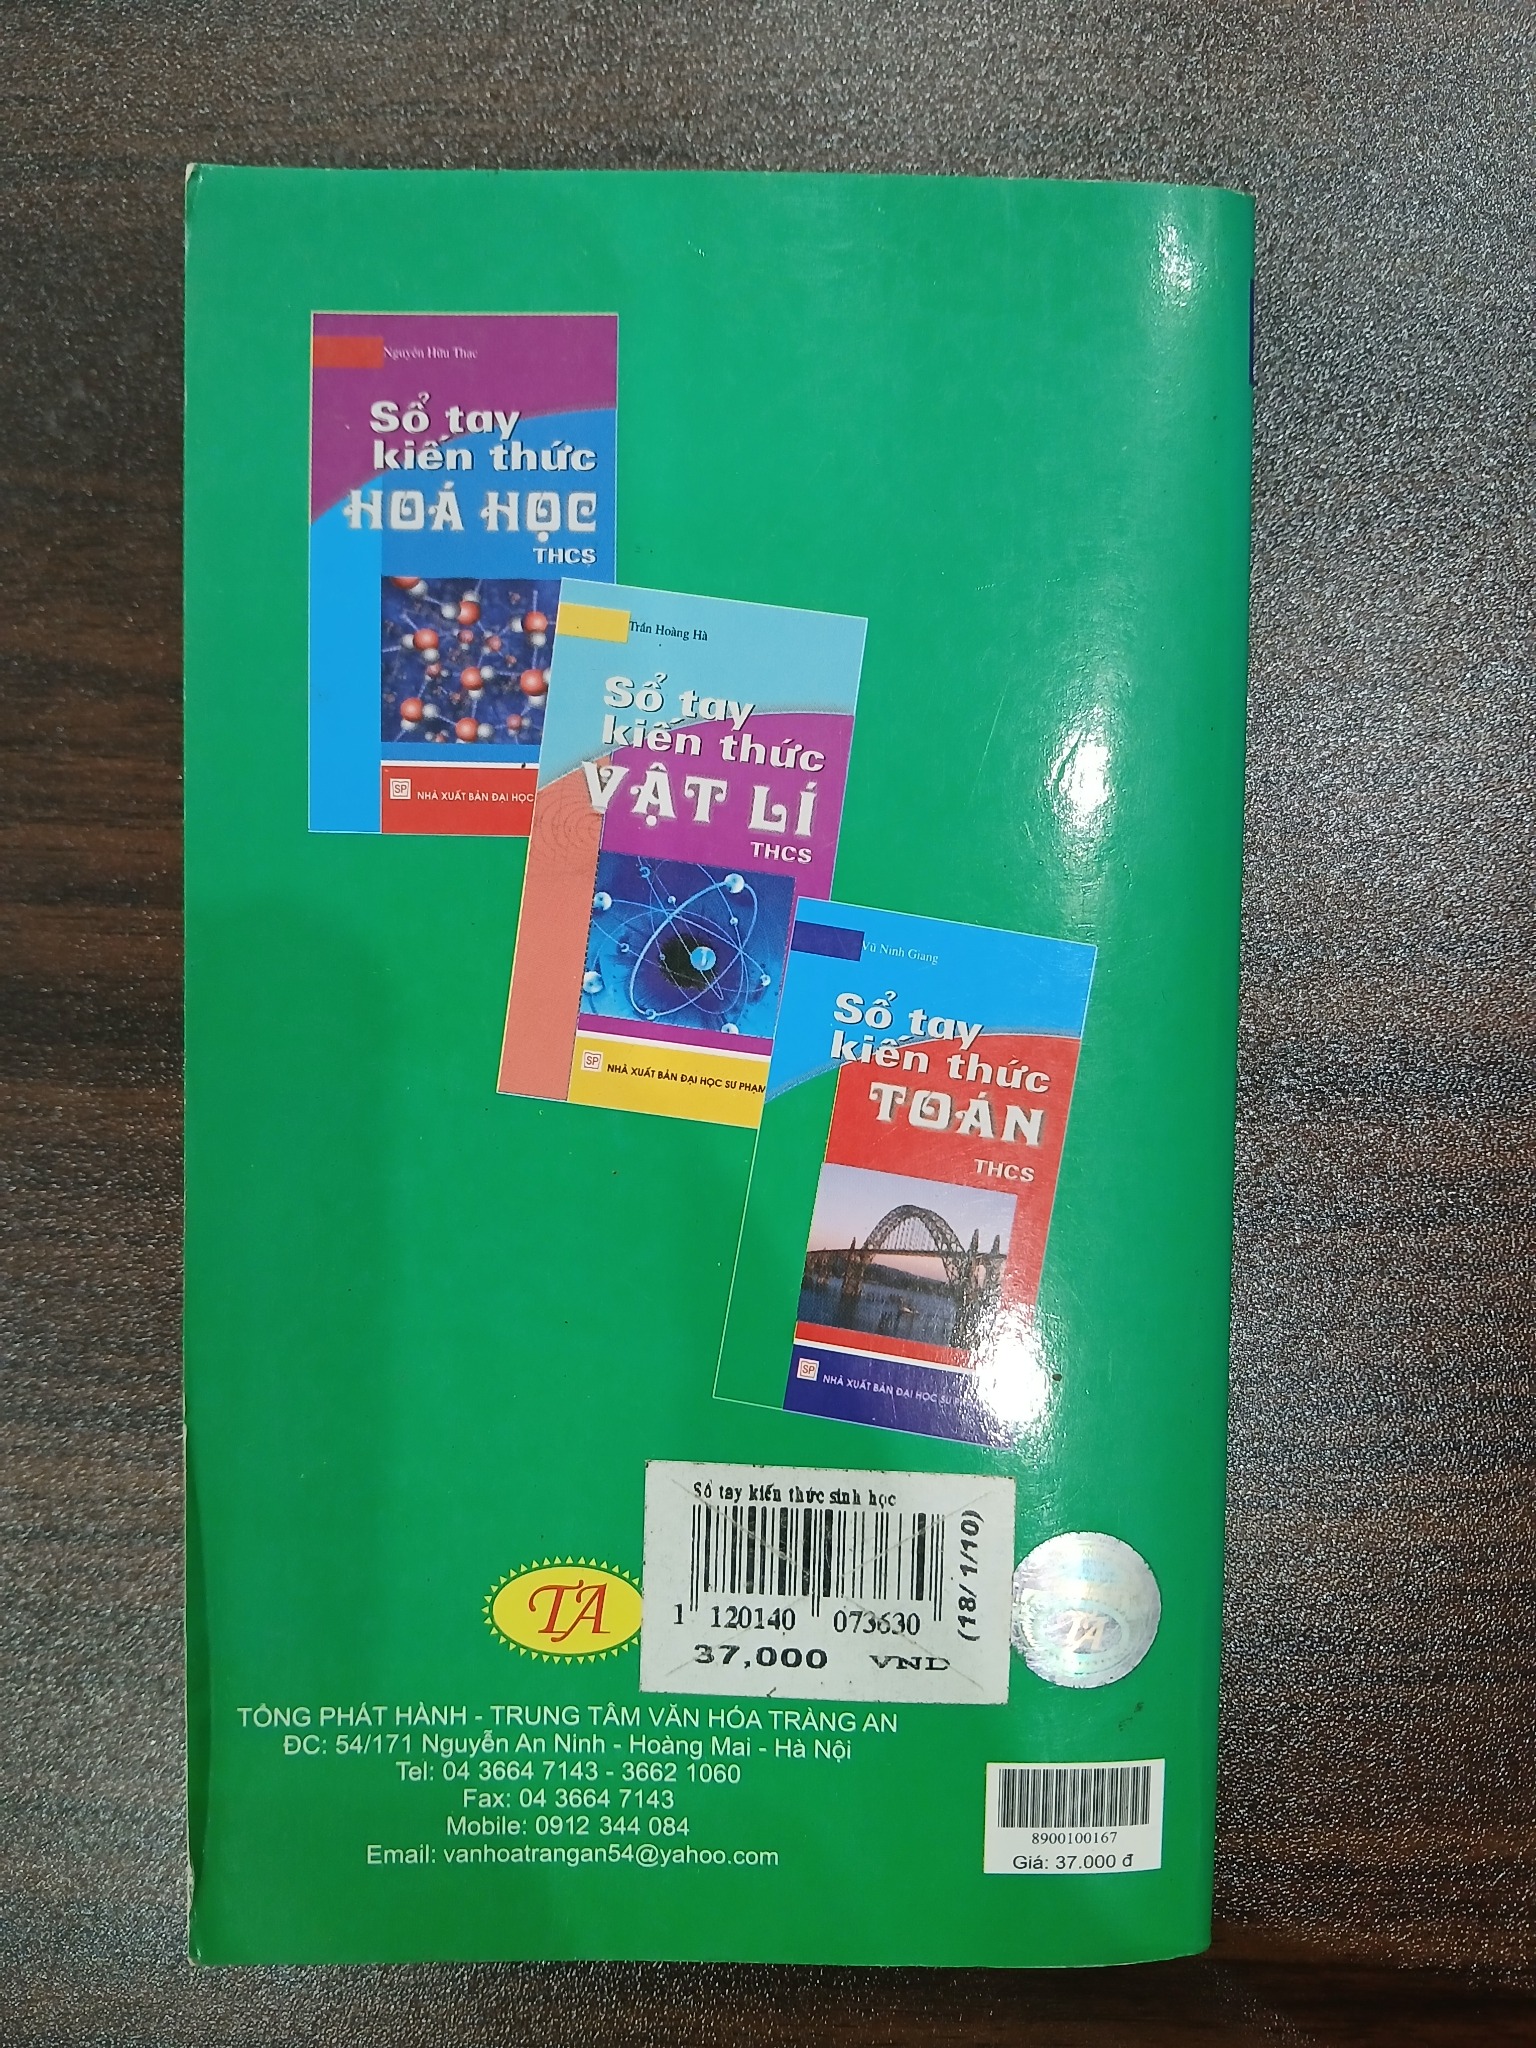 Nguyễn Hữu Thạc
Sổ tay
kiến thức
HOÁ HỌC
THCS
SP
NHÀ XUẤT BẢN ĐẠI HỌC
Trần Hoàng Hà
Sổ tay
kiến thức
VẬT LÍ
THCS
SP
NHÀ XUẤT BẢN ĐẠI HỌC SƯ PHẠM
Vũ Ninh Giang
Sổ tay
kiến thức
TOÁN
THCS
SP
NHÀ XUẤT BẢN ĐẠI HỌC SƯ
Sổ tay kiến thức sinh học
(18/1/10)
1 120140 073630
37,000 VND
TA
TA
TỔNG PHÁT HÀNH - TRUNG TÂM VĂN HÓA TRÀNG AN
ĐC: 54/171 Nguyễn An Ninh - Hoàng Mai - Hà Nội
Tel: 04 3664 7143 - 3662 1060
Fax: 04 3664 7143
Mobile: 0912 344 084
Email: vanhoatrangan54@yahoo.com
8900100167
Giá: 37.000 đ